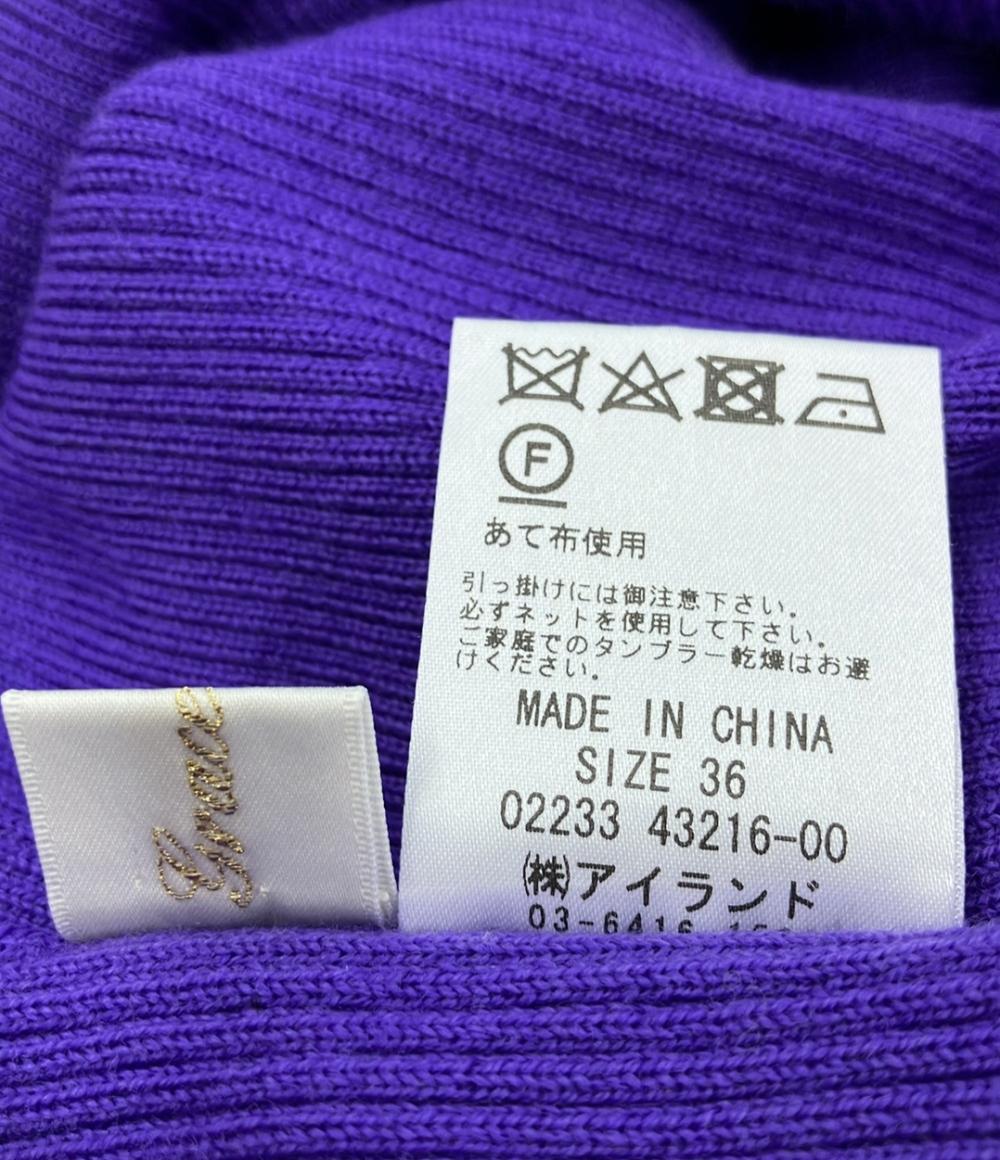 F
あて布使用
引っ掛けには御注意下さい。
必ずネットを使用して下さい。
ご家庭でのタンブラー乾燥はお避
けください。
MADE IN CHINA
SIZE 36
02233 43216-00
㈱アイランド
03-6416
Grace